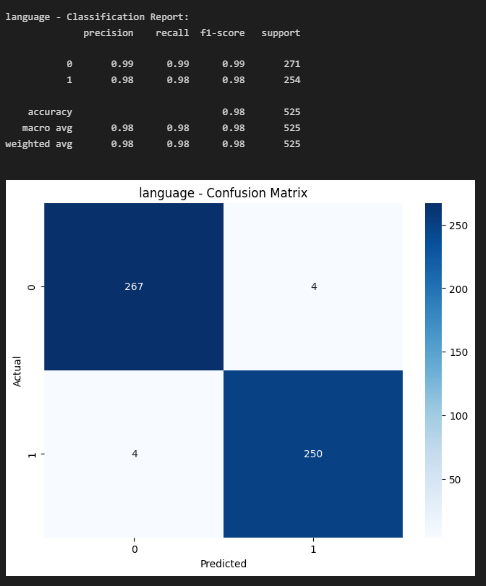 language - Classification Report:
precision recall f1-score support
0 0.99 0.99 0.99 271
1 0.98 0.98 0.98 254
accuracy 0.98 525
macro avg 0.98 0.98 0.98 525
weighted avg 0.98 0.98 0.98 525
language - Confusion Matrix
250
0 267 4
200
150
Actual
100
1 4 250
50
0 1
Predicted